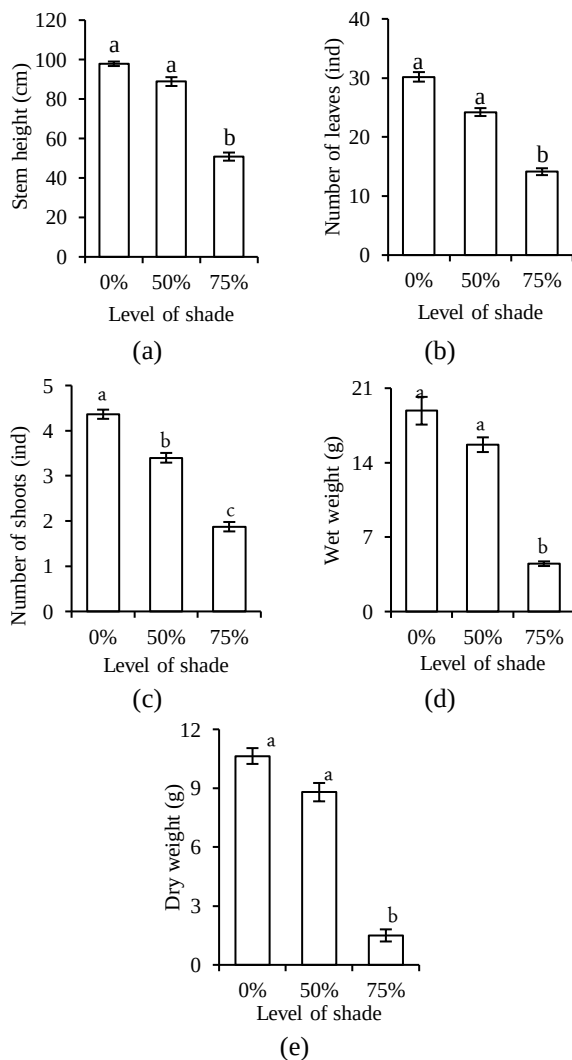 Stem height (cm)
120
100
80
60
40
20
0
a
a
b
0%
50%
75%
Level of shade
(a)
Number of leaves (ind)
40
30
20
10
0
a
a
b
0%
50%
75%
Level of shade
(b)
Number of shoots (ind)
5
4
3
2
1
0
a
b
c
0%
50%
75%
Level of shade
(c)
Wet weight (g)
21
14
7
0
a
a
b
0%
50%
75%
Level of shade
(d)
Dry weight (g)
12
9
6
3
0
a
a
b
0%
50%
75%
Level of shade
(e)